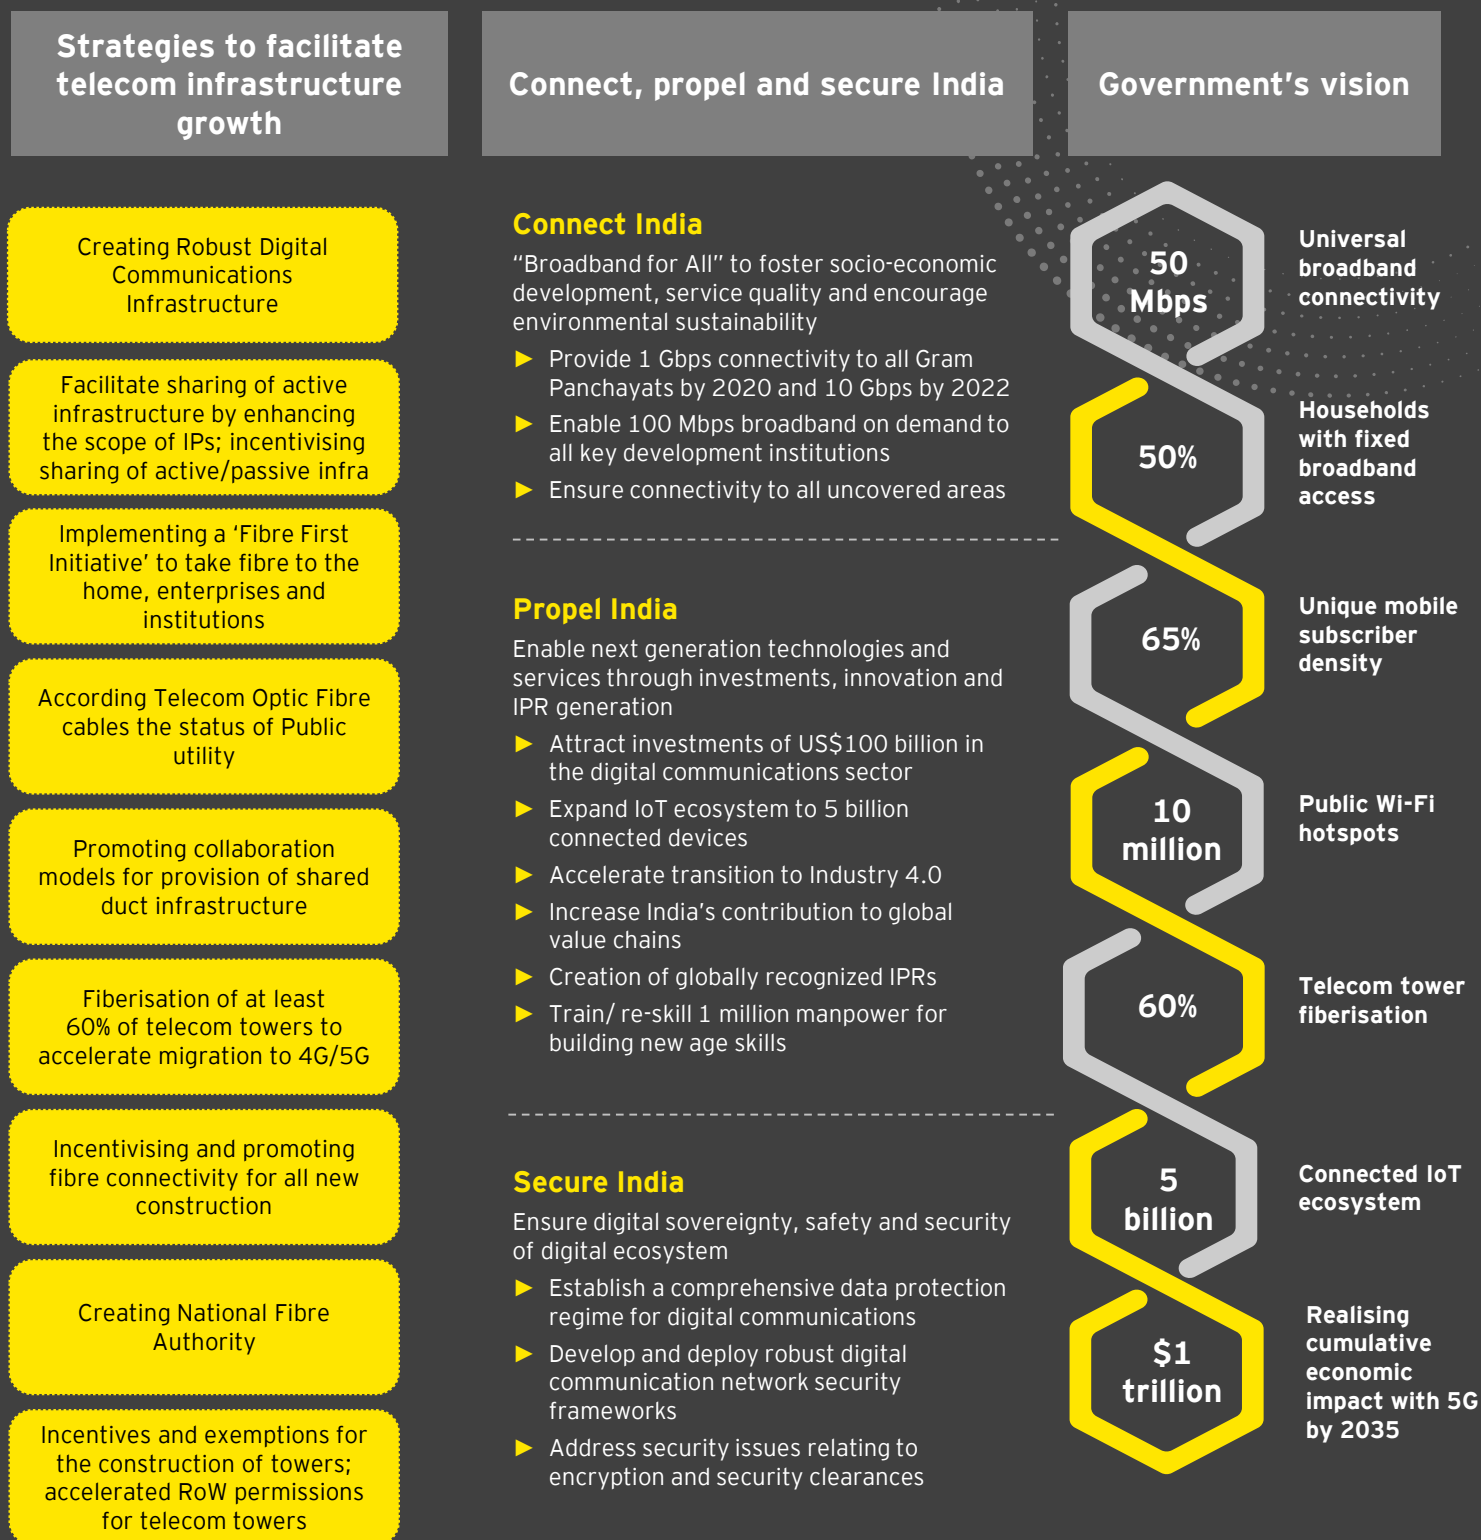 Strategies to facilitate
telecom infrastructure
growth
Creating Robust Digital
Communications
Infrastructure
Facilitate sharing of active
infrastructure by enhancing
the scope of IPs; incentivising
sharing of active/passive infra
Implementing a ‘Fibre First
Initiative’ to take fibre to the
home, enterprises and
institutions
According Telecom Optic Fibre
cables the status of Public
utility
Promoting collaboration
models for provision of shared
duct infrastructure
Fiberisation of at least
60% of telecom towers to
accelerate migration to 4G/5G
Incentivising and promoting
fibre connectivity for all new
construction
Creating National Fibre
Authority
Incentives and exemptions for
the construction of towers;
accelerated RoW permissions
for telecom towers
Connect, propel and secure India
Connect India
“Broadband for All” to foster socio-economic
development, service quality and encourage
environmental sustainability
► Provide 1 Gbps connectivity to all Gram
Panchayats by 2020 and 10 Gbps by 2022
► Enable 100 Mbps broadband on demand to
all key development institutions
► Ensure connectivity to all uncovered areas
Propel India
Enable next generation technologies and
services through investments, innovation and
IPR generation
► Attract investments of US$100 billion in
the digital communications sector
► Expand IoT ecosystem to 5 billion
connected devices
► Accelerate transition to Industry 4.0
► Increase India’s contribution to global
value chains
► Creation of globally recognized IPRs
► Train/ re-skill 1 million manpower for
building new age skills
Secure India
Ensure digital sovereignty, safety and security
of digital ecosystem
► Establish a comprehensive data protection
regime for digital communications
► Develop and deploy robust digital
communication network security
frameworks
► Address security issues relating to
encryption and security clearances
Government’s vision
50
Mbps
Universal
broadband
connectivity
50%
Households
with fixed
broadband
access
65%
Unique mobile
subscriber
density
10
million
Public Wi-Fi
hotspots
60%
Telecom tower
fiberisation
5
billion
Connected IoT
ecosystem
$1
trillion
Realising
cumulative
economic
impact with 5G
by 2035